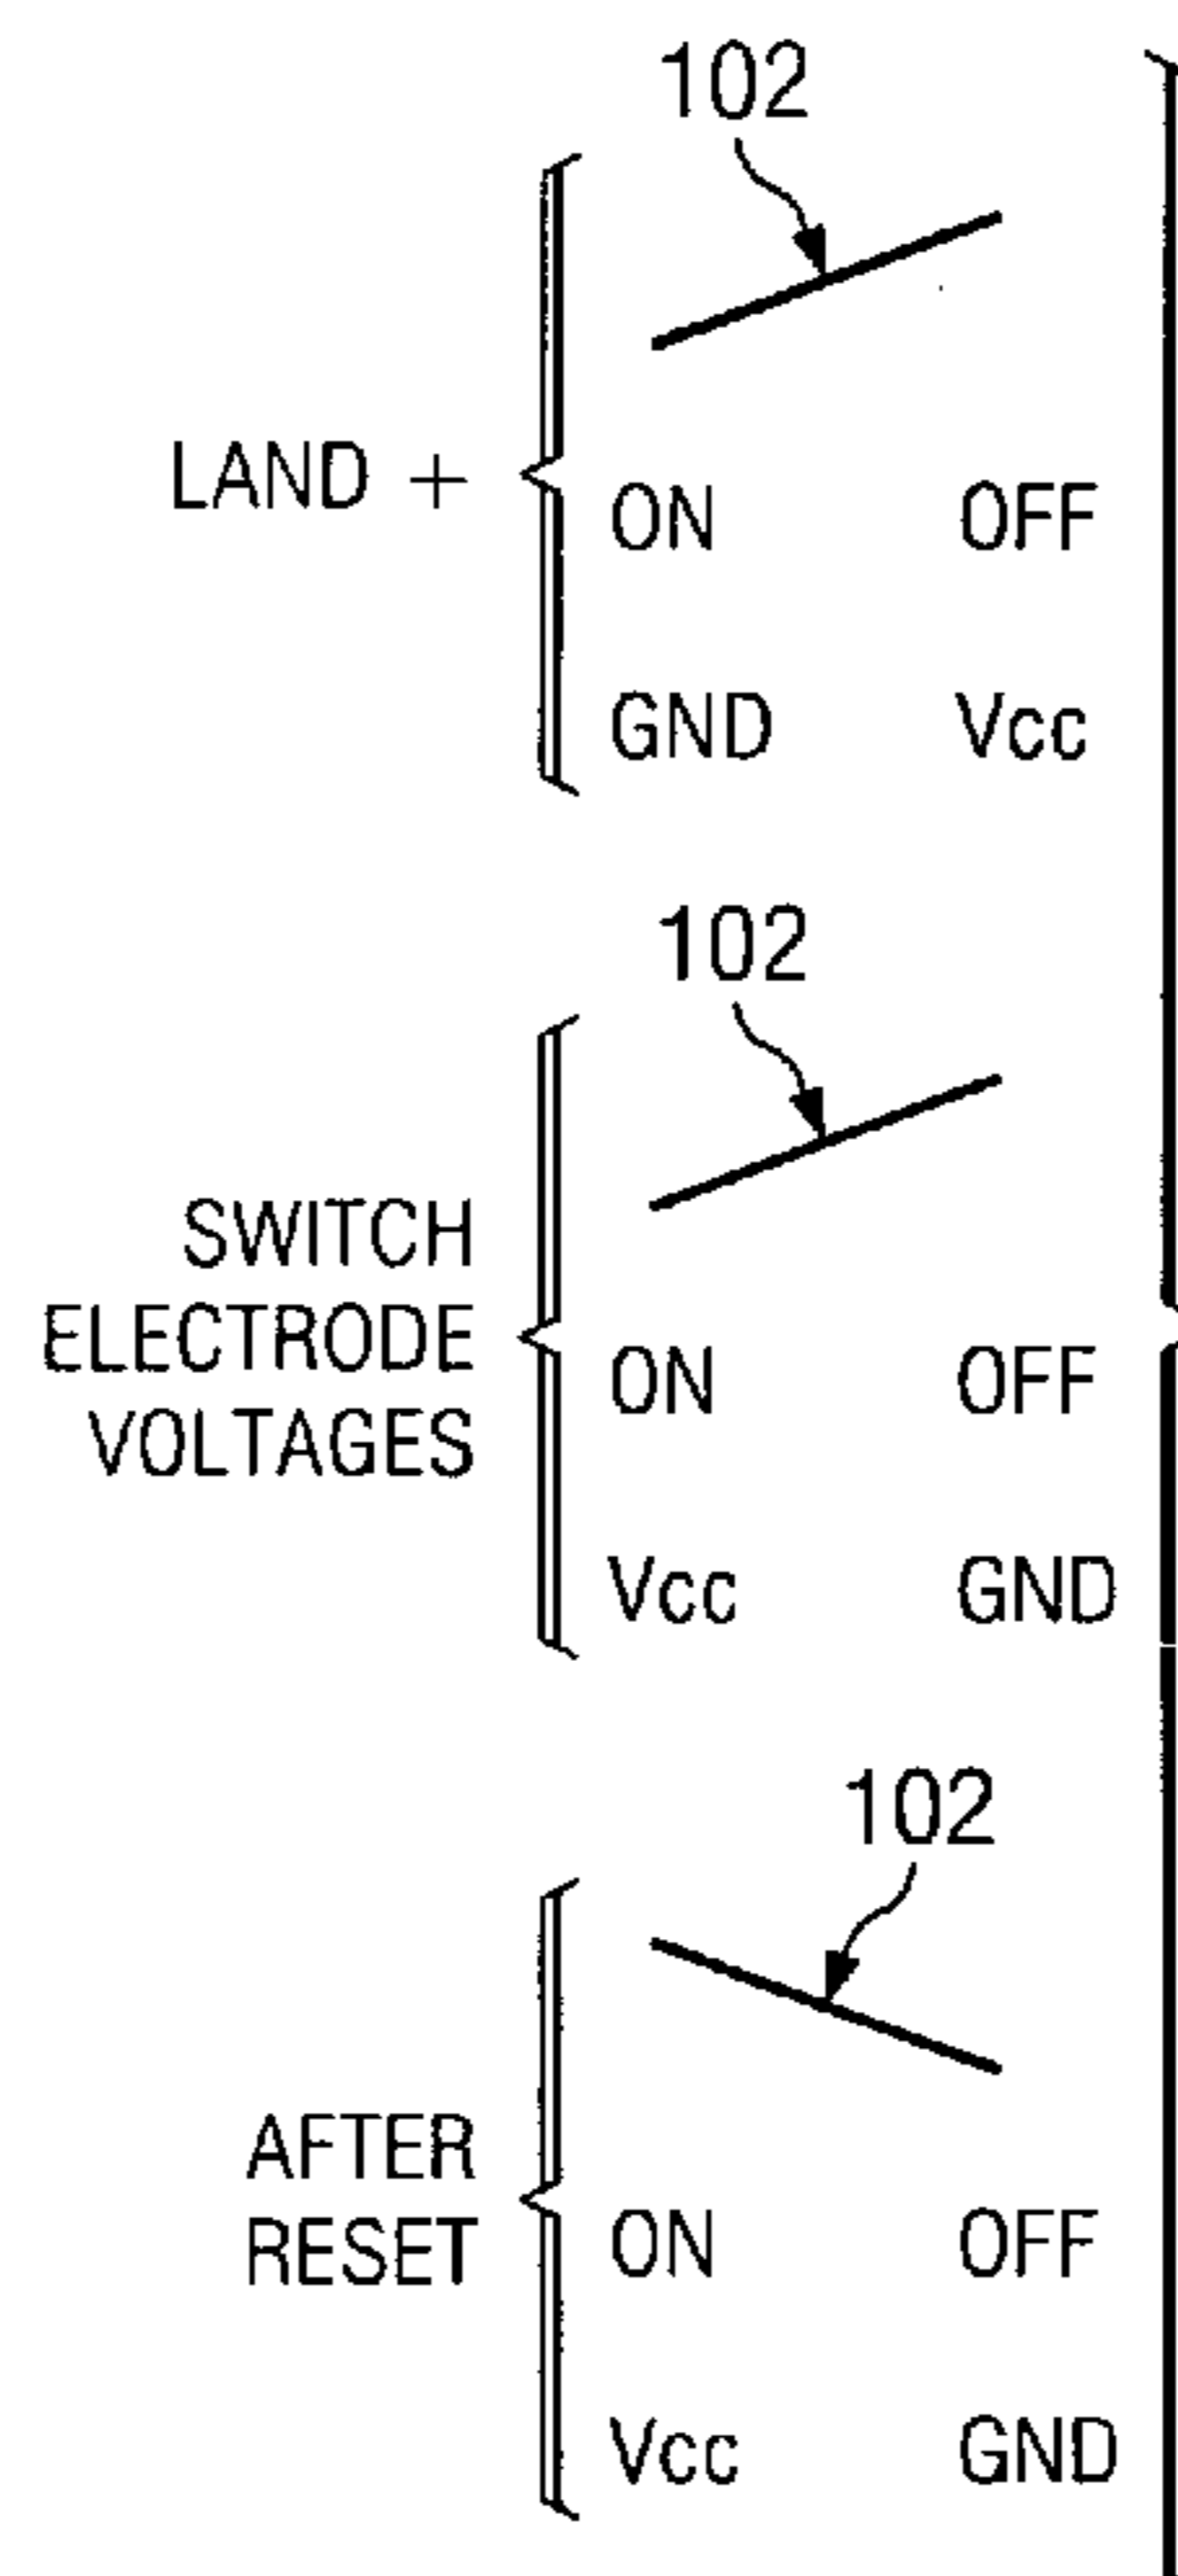 102
LAND +
ON OFF
GND Vcc
102
SWITCH
ELECTRODE
VOLTAGES
ON OFF
Vcc GND
102
AFTER
RESET
ON OFF
Vcc GND